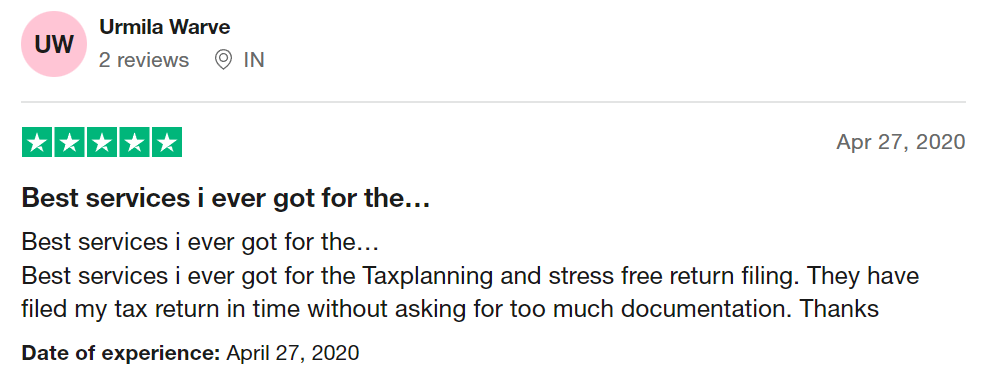 UW
Urmila Warve
2 reviews IN
Apr 27, 2020
Best services i ever got for the…
Best services i ever got for the…
Best services i ever got for the Taxplanning and stress free return filing. They have
filed my tax return in time without asking for too much documentation. Thanks
Date of experience: April 27, 2020